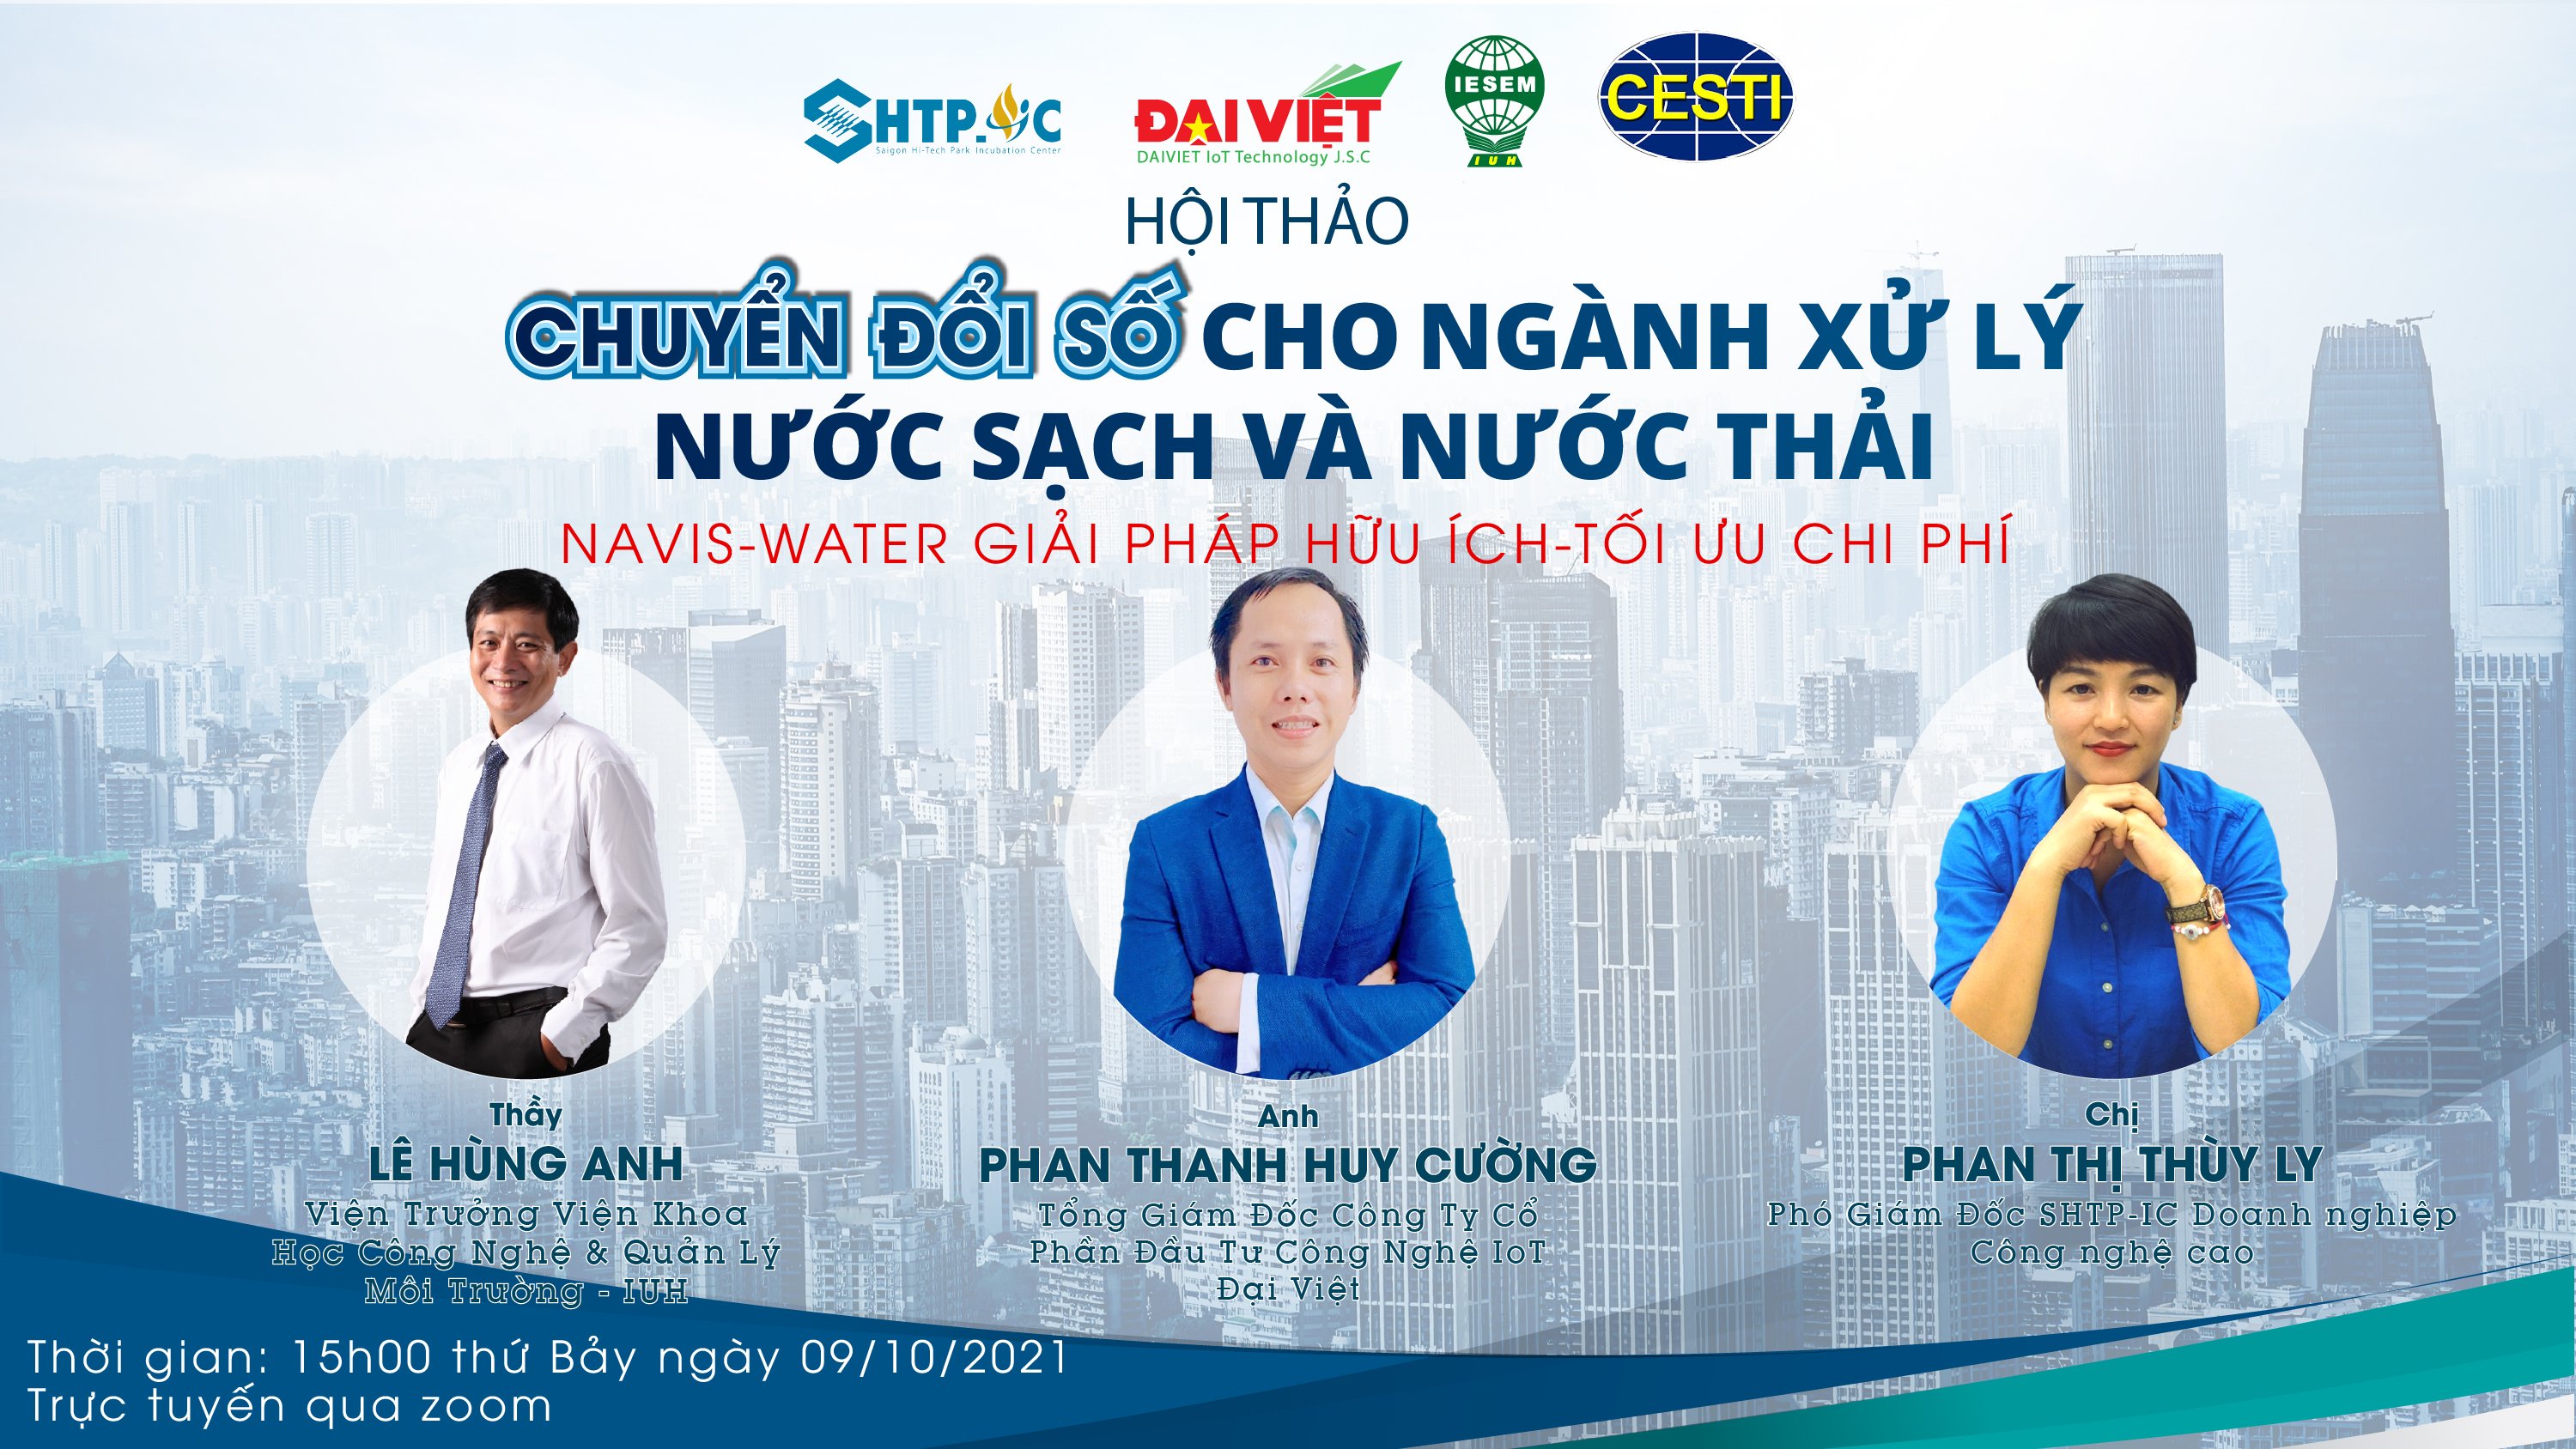 SHTP-IC
Saigon Hi-Tech Park Incubation Center
ĐẠI VIỆT
DAIVIET IoT Technology J.S.C
IESEM
IUH
CESTI
HỘI THẢO
CHUYỂN ĐỔI SỐ CHO NGÀNH XỬ LÝ
NƯỚC SẠCH VÀ NƯỚC THẢI
NAVIS-WATER GIẢI PHÁP HỮU ÍCH-TỐI ƯU CHI PHÍ
Thầy
LÊ HÙNG ANH
Viện Trưởng Viện Khoa
Học Công Nghệ & Quản Lý
Môi Trường - IUH
Anh
PHAN THANH HUY CƯỜNG
Tổng Giám Đốc Công Ty Cổ
Phần Đầu Tư Công Nghệ IoT
Đại Việt
Chị
PHAN THỊ THÙY LY
Phó Giám Đốc SHTP-IC Doanh nghiệp
Công nghệ cao
Thời gian: 15h00 thứ Bảy ngày 09/10/2021
Trực tuyến qua zoom